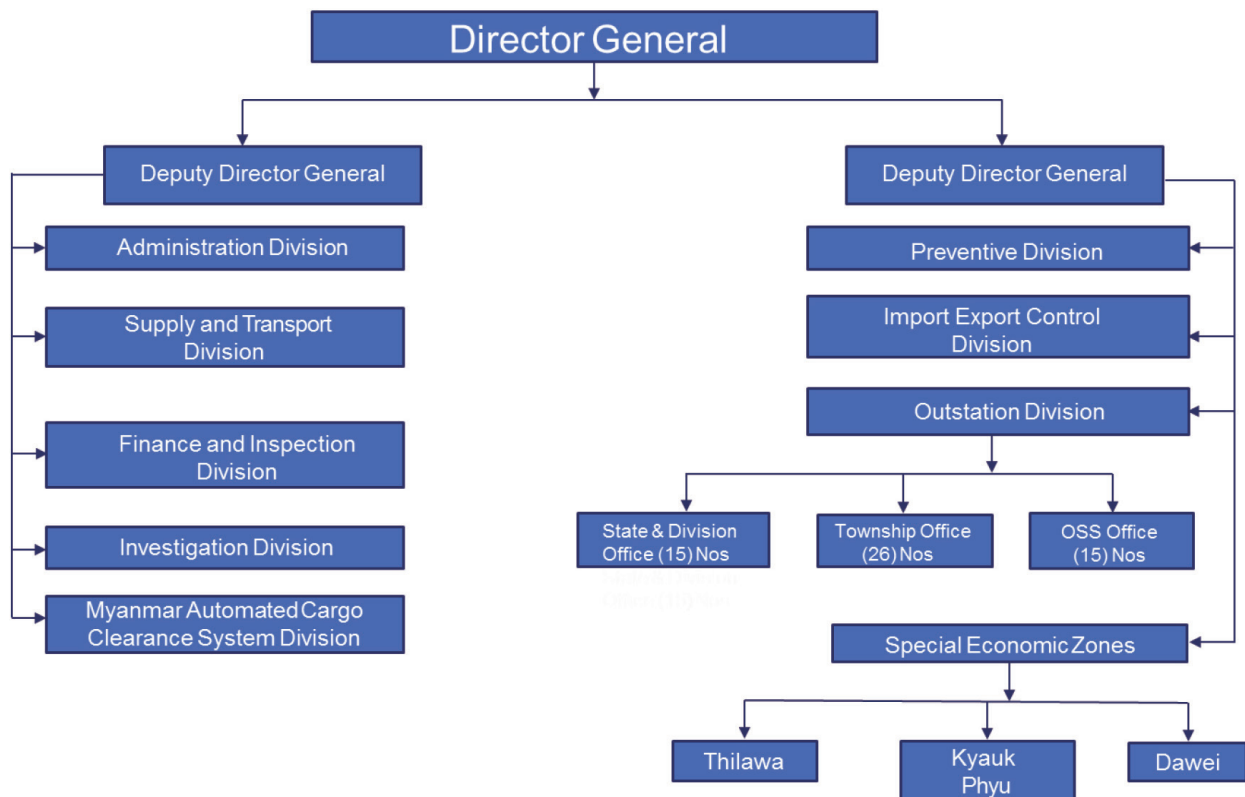 Director General
Deputy Director General
Administration Division
Supply and Transport
Division
Finance and Inspection
Division
Investigation Division
Myanmar Automated Cargo
Clearance System Division
Deputy Director General
Preventive Division
Import Export Control
Division
Outstation Division
State & Division
Office (15) Nos
Township Office
(26) Nos
OSS Office
(15) Nos
Special Economic Zones
Thilawa
Kyauk
Phyu
Dawei